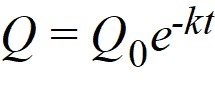 Q = Q₀e⁻ᵏᵗ